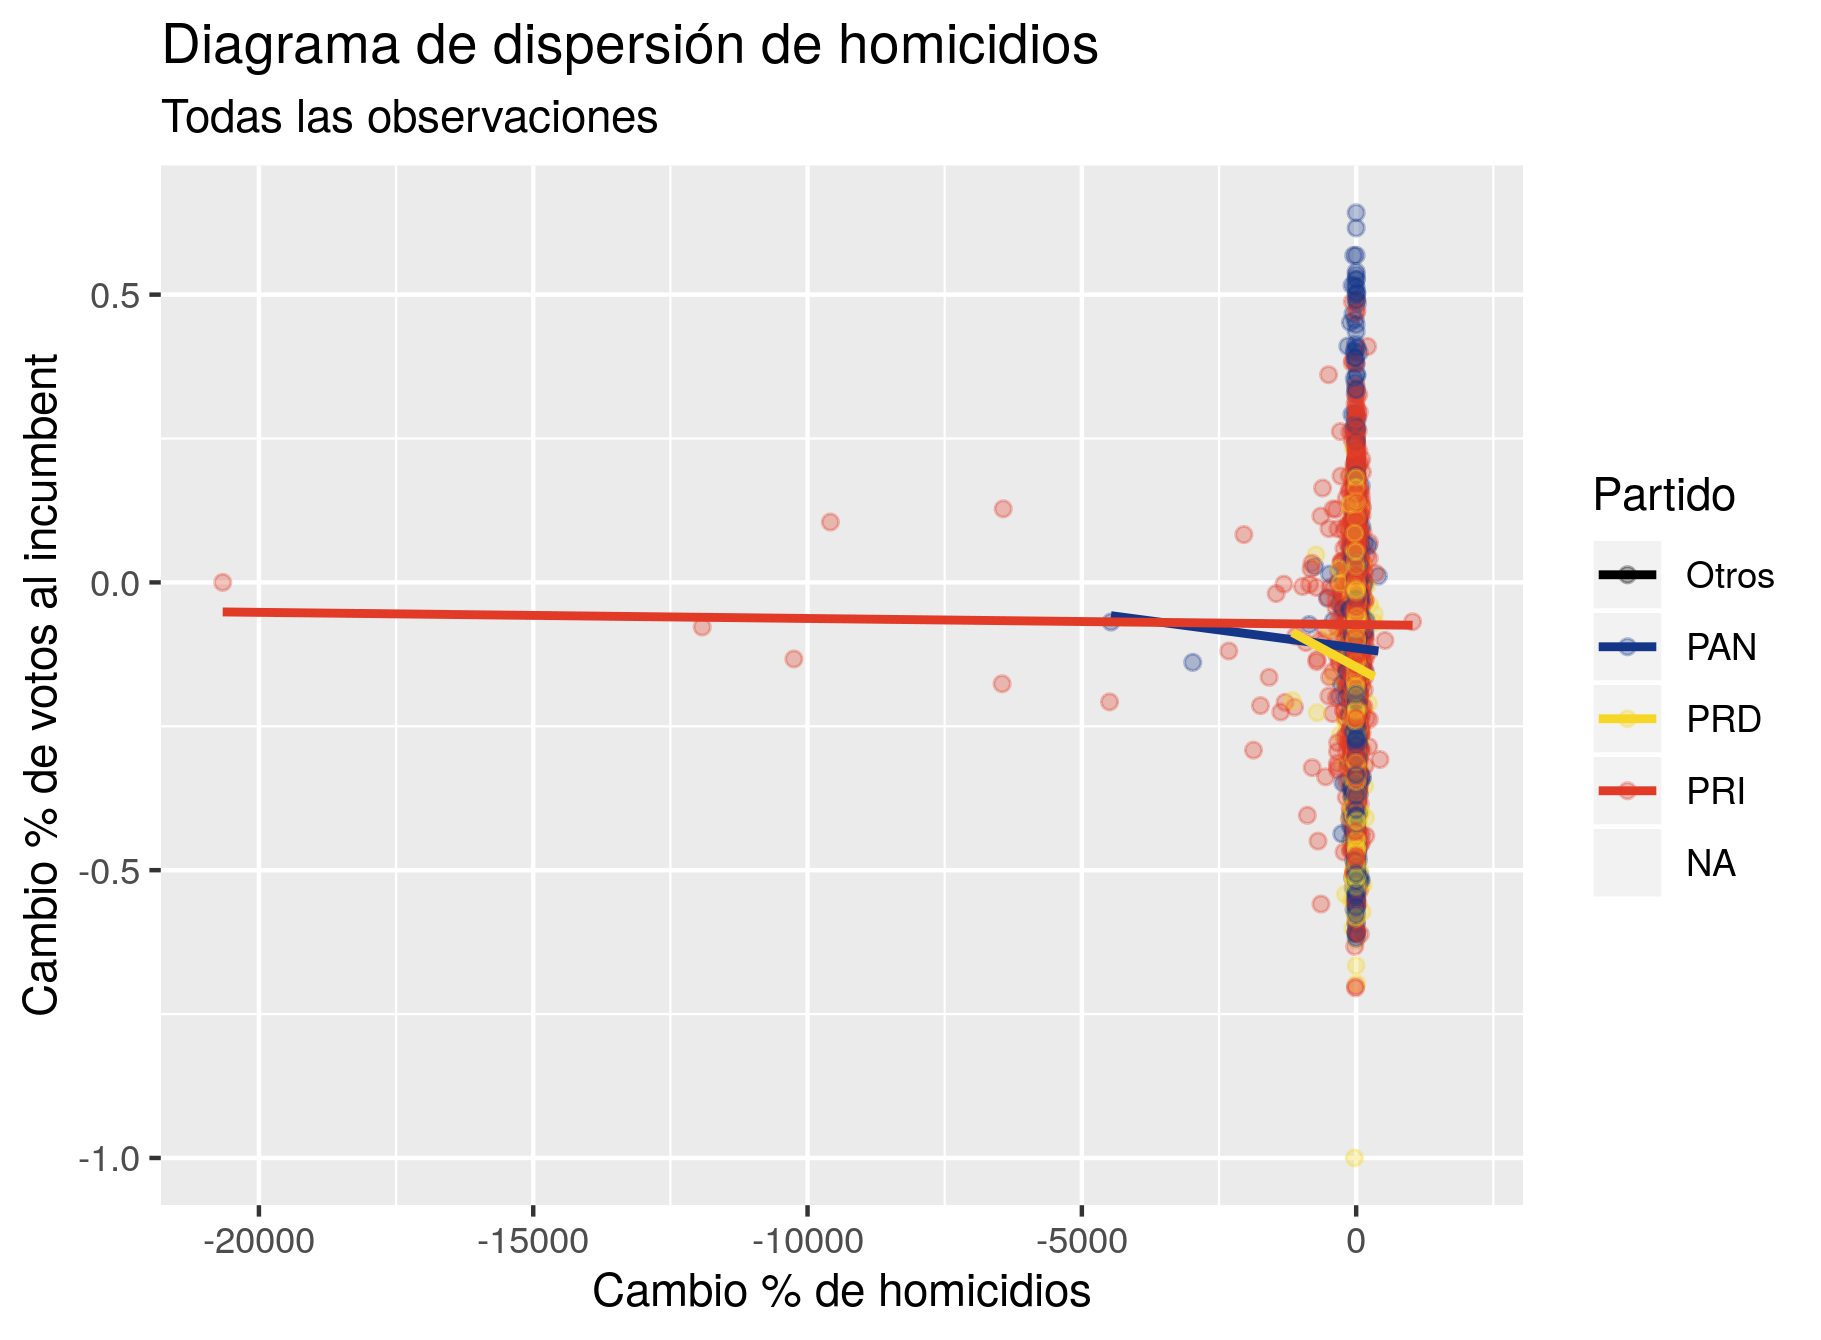 Diagrama de dispersión de homicidios
Todas las observaciones
Cambio % de votos al incumbent
0.5
0.0
-0.5
-1.0
-20000
-15000
-10000
-5000
0
Cambio % de homicidios
Partido
Otros
PAN
PRD
PRI
NA